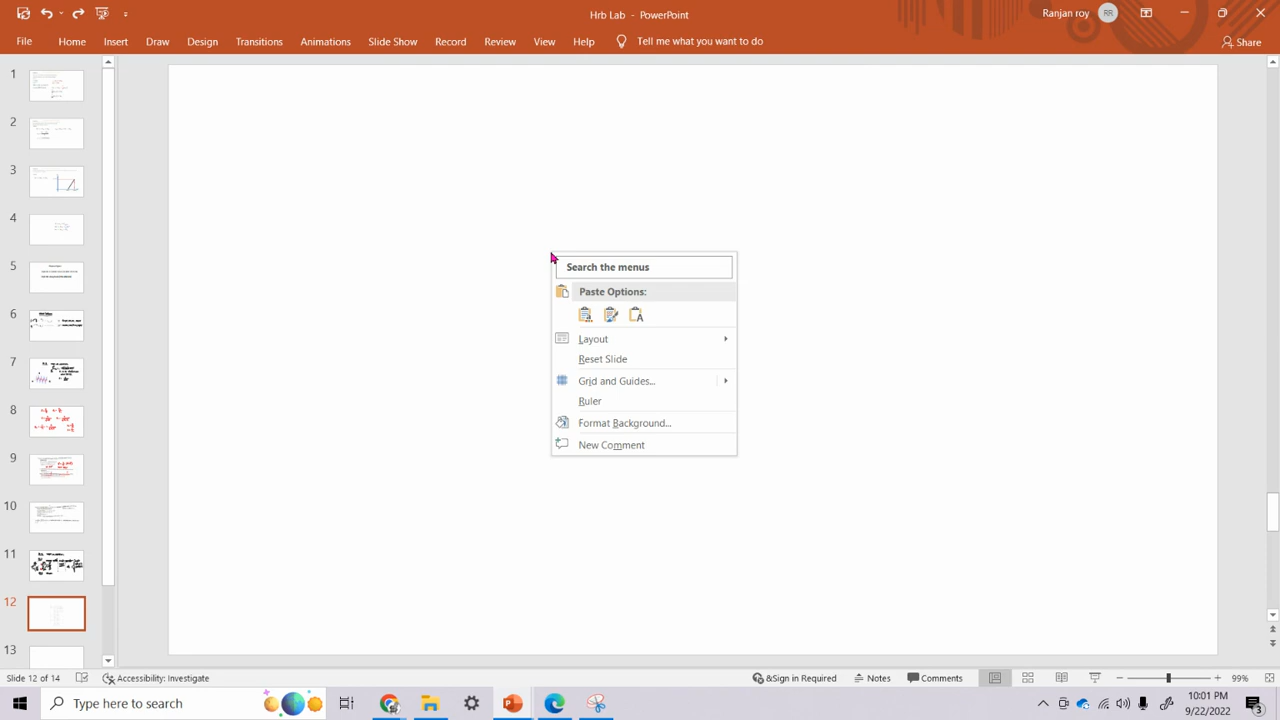 Hrb Lab - PowerPoint
Ranjan roy RR
File Home Insert Draw Design Transitions Animations Slide Show Record Review View Help Tell me what you want to do Share
1
2
3
4
5
6
7
8
9
10
11
12
13
Search the menus
Paste Options:
Layout
Reset Slide
Grid and Guides...
Ruler
Format Background...
New Comment
Slide 12 of 14 Accessibility: Investigate &Sign in Required Notes Comments 99%
Type here to search
10:01 PM
9/22/2022
3